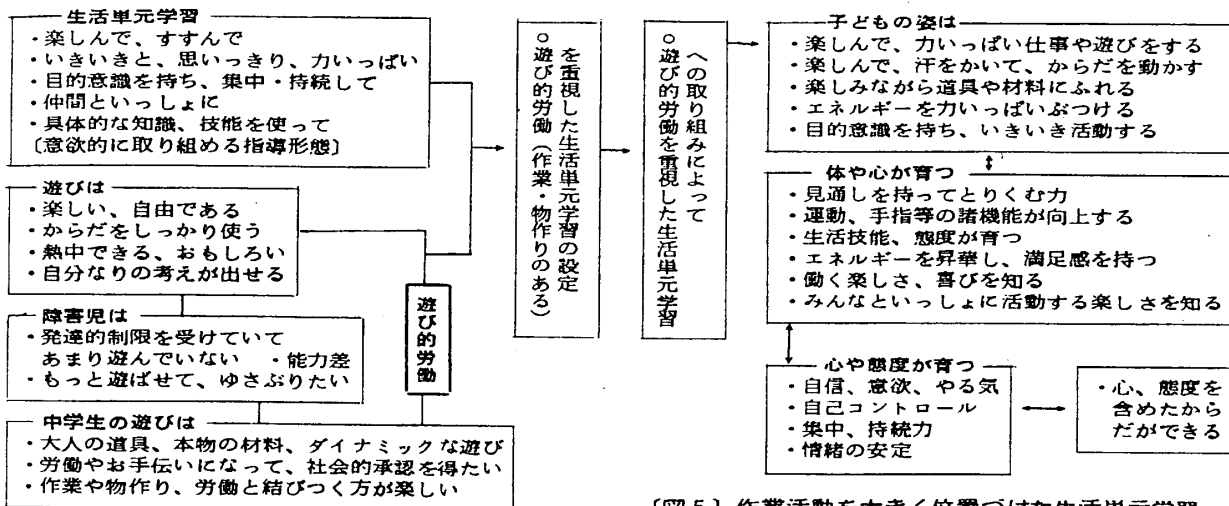 生活単元学習
・楽しんで、すすんで
・いきいきと、思いっきり、力いっぱい
・目的意識を持ち、集中・持続して
・仲間といっしょに
・具体的な知識、技能を使って
〔意欲的に取り組める指導形態〕
遊びは
・楽しい、自由である
・からだをしっかり使う
・熱中できる、おもしろい
・自分なりの考えが出せる
障害児は
・発達的制限を受けていて
あまり遊んでいない ・能力差
・もっと遊ばせて、ゆさぶりたい
中学生の遊びは
・大人の道具、本物の材料、ダイナミックな遊び
・労働やお手伝いになって、社会的承認を得たい
・作業や物作り、労働と結びつく方が楽しい
遊び的労働
○遊び的労働（作業・物作りのある）
を重視した生活単元学習の設定
○遊び的労働を重視した生活単元学習
への取り組みによって
子どもの姿は
・楽しんで、力いっぱい仕事や遊びをする
・楽しんで、汗をかいて、からだを動かす
・楽しみながら道具や材料にふれる
・エネルギーを力いっぱいぶつける
・目的意識を持ち、いきいき活動する
体や心が育つ
・見通しを持ってとりくむ力
・運動、手指等の諸機能が向上する
・生活技能、態度が育つ
・エネルギーを昇華し、満足感を持つ
・働く楽しさ、喜びを知る
・みんなといっしょに活動する楽しさを知る
心や態度が育つ
・自信、意欲、やる気
・自己コントロール
・集中、持続力
・情緒の安定
・心、態度を
含めたから
だができる
〔図５〕作業活動を大きく位置づけた生活単元学習